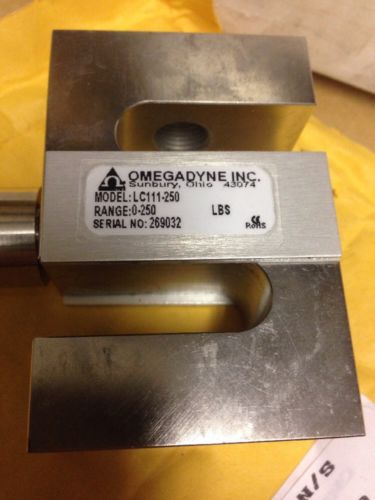 OMEGADYNE INC.
Sunbury, Ohio 43074
MODEL: LC111-250
RANGE: 0-250 LBS
SERIAL NO: 269032
CE
RoHS
S/N